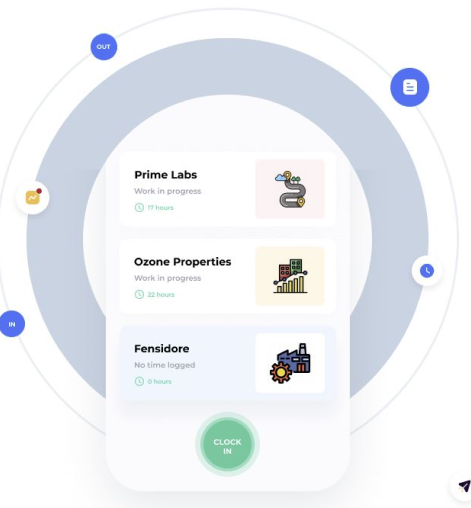 OUT
Prime Labs
Work in progress
17 hours
Ozone Properties
Work in progress
22 hours
IN
Fensidore
No time logged
0 hours
CLOCK
IN